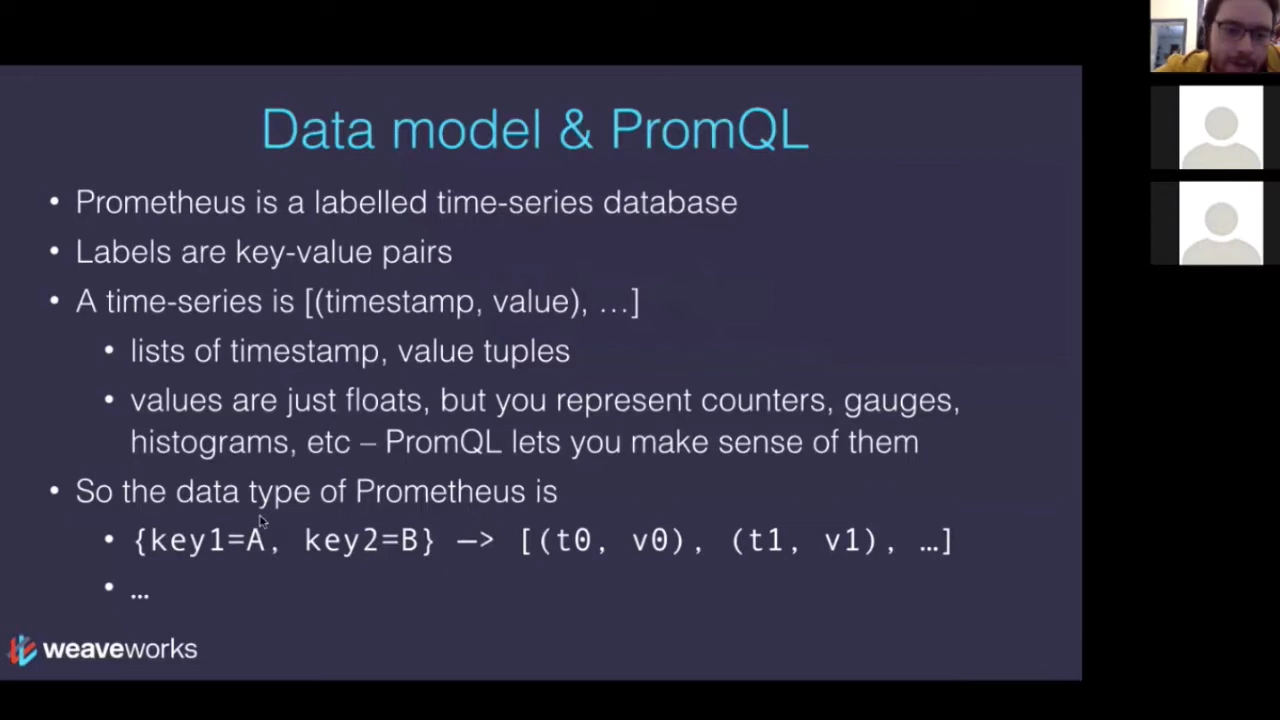 Data model & PromQL
• Prometheus is a labelled time-series database
• Labels are key-value pairs
• A time-series is [(timestamp, value), …]
• lists of timestamp, value tuples
• values are just floats, but you represent counters, gauges,
histograms, etc – PromQL lets you make sense of them
• So the data type of Prometheus is
• {key1=A, key2=B} —> [(t0, v0), (t1, v1), …]
• …
weaveworks